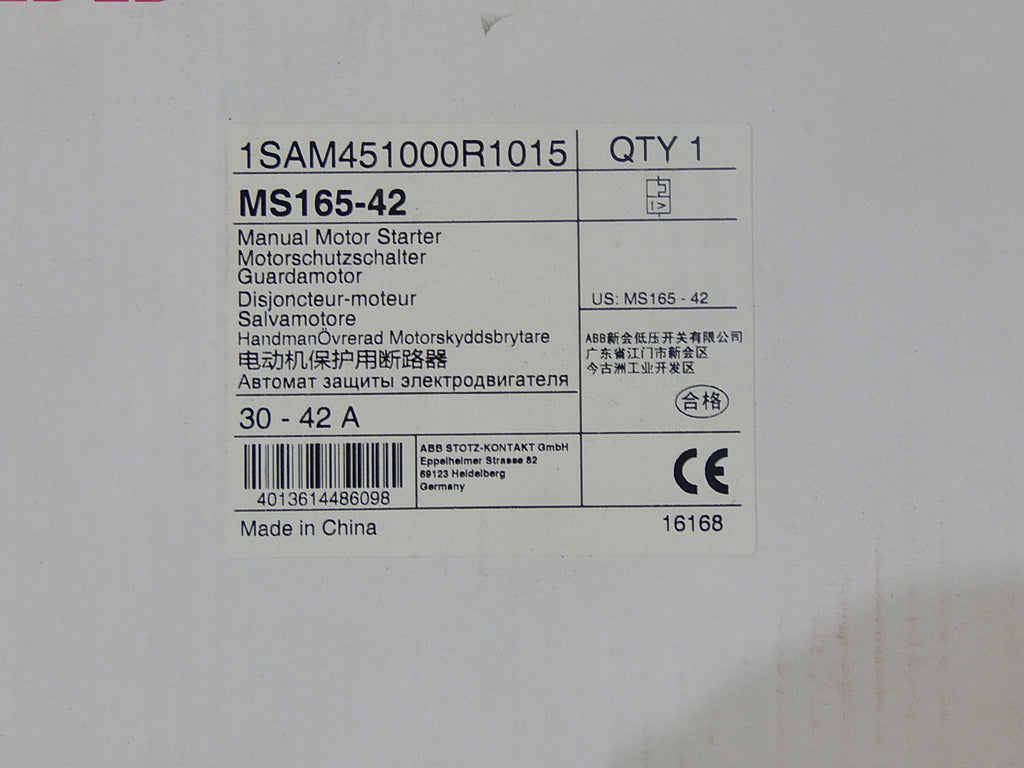 1SAM451000R1015
QTY 1
MS165-42
I >
Manual Motor Starter
Motorschutzschalter
Guardamotor
Disjoncteur-moteur
Salvamotore
HandmanÖvrerad Motorskyddsbrytare
电动机保护用断路器
Автомат защиты электродвигателя
US: MS165 - 42
ABB新会低压开关有限公司
广东省江门市新会区
今古洲工业开发区
合格
30 - 42 A
4013614486098
ABB STOTZ-KONTAKT GmbH
Eppelheimer Strasse 82
69123 Heidelberg
Germany
CE
Made in China
16168